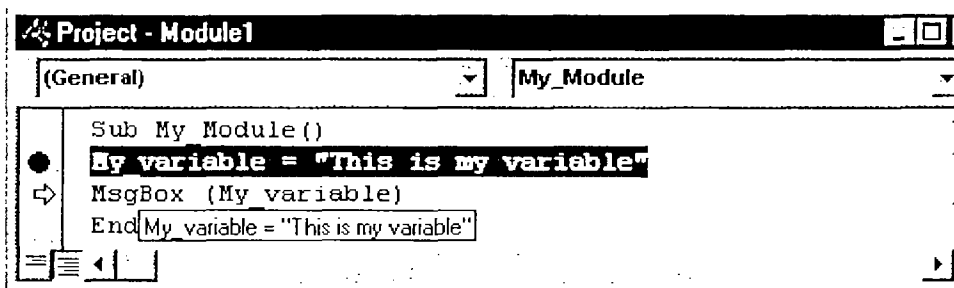 Project - Module1
(General) My_Module
Sub My_Module()
My_variable = "This is my variable"
MsgBox (My_variable)
End
My_variable = "This is my variable"